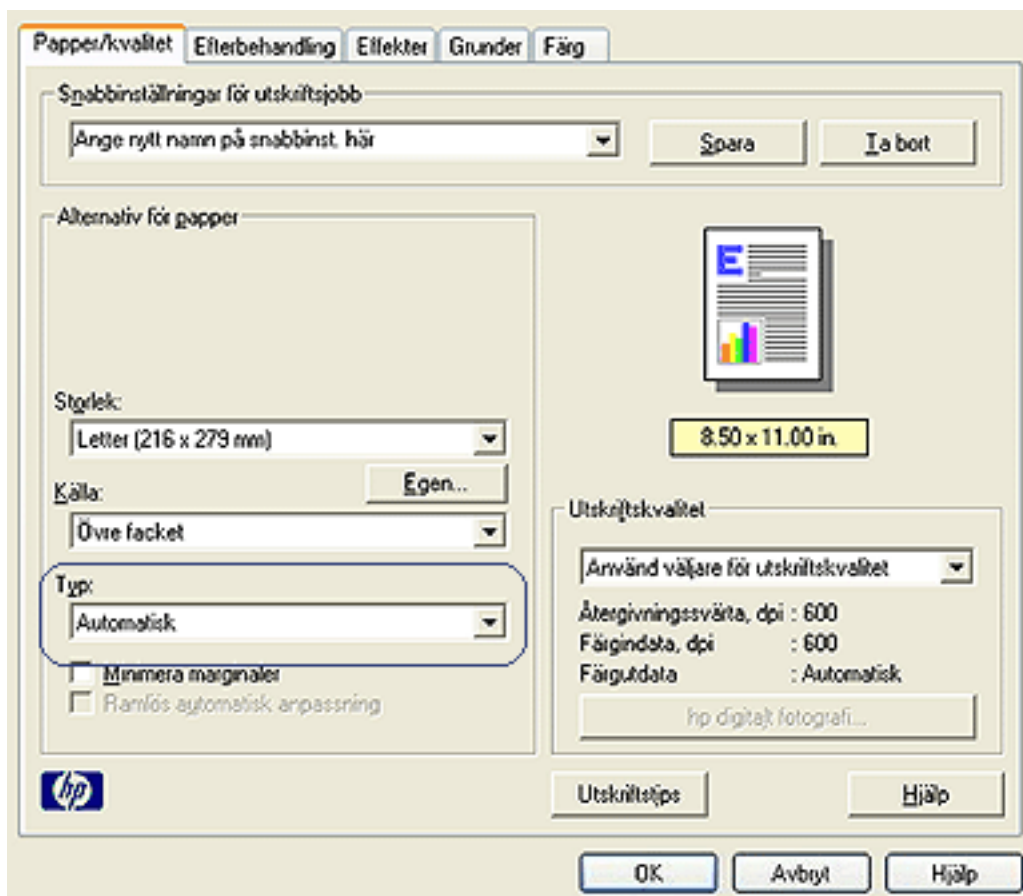 Papper/kvalitet Efterbehandling Effekter Grunder Färg
Snabbinställningar för utskriftsjobb
Ange nytt namn på snabbinst. här
Spara Ta bort
Alternativ för papper
E
Storlek:
Letter (216 x 279 mm)
8.50 x 11.00 in.
Källa:
Egen...
Övre facket
Utskriftskvalitet
Använd väljare för utskriftskvalitet
Typ:
Automatisk
Återgivningssvärta, dpi : 600
Färgindata, dpi : 600
Färgutdata : Automatisk
Minimera marginaler
Ramlös automatisk anpassning
hp digitalt fotografi...
hp
Utskriftstips Hjälp
OK Avbryt Hjälp